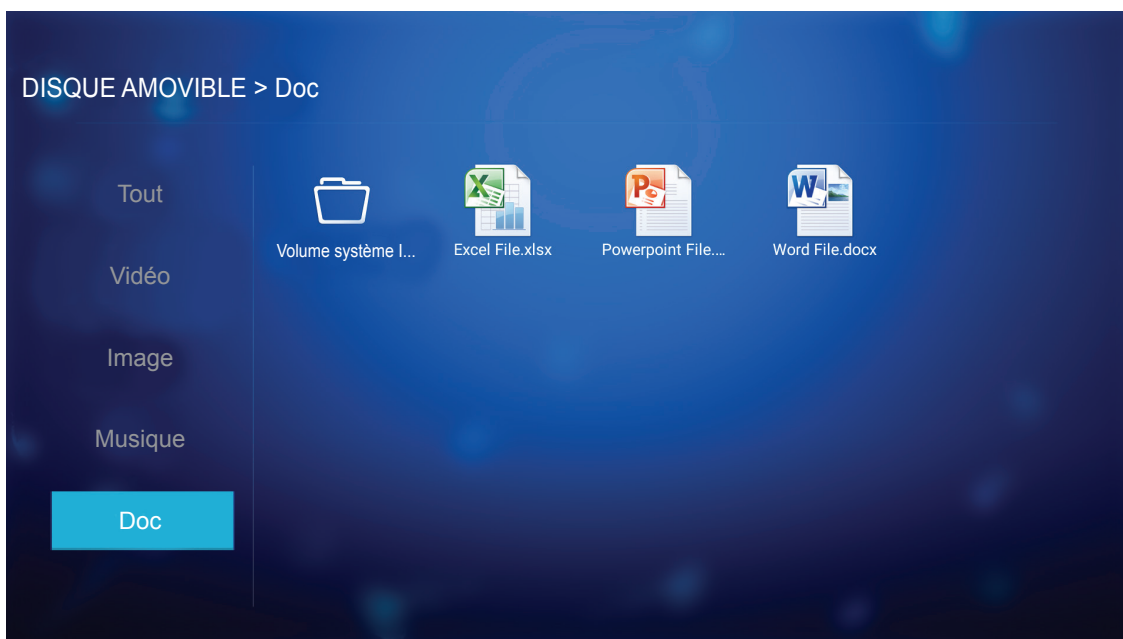 DISQUE AMOVIBLE > Doc
Tout
Vidéo
Image
Musique
Doc
Volume système I...
Excel File.xlsx
Powerpoint File....
Word File.docx